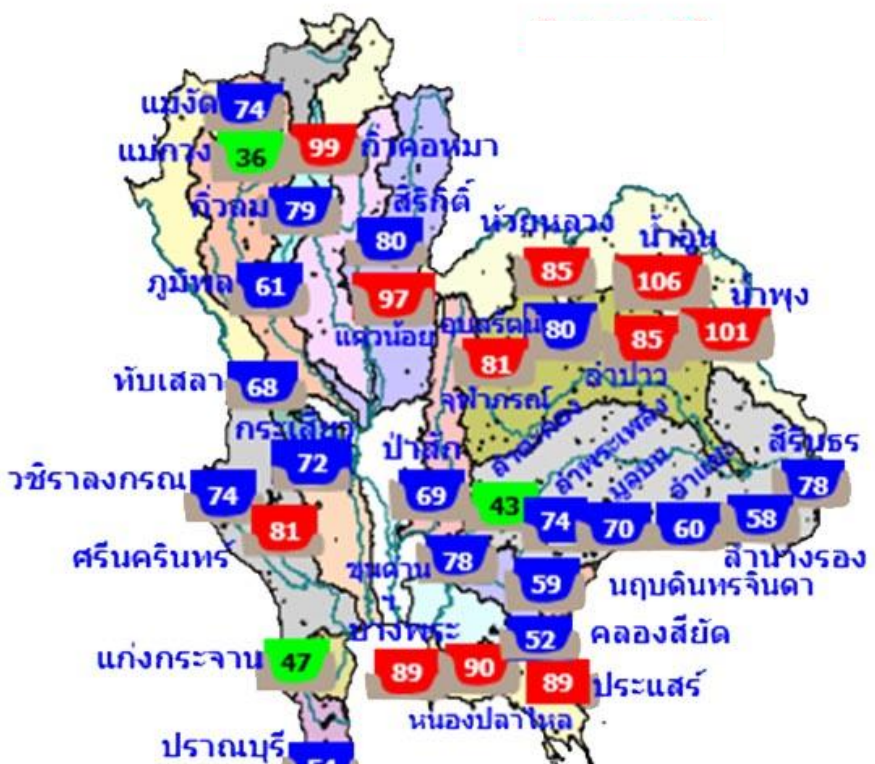 แม่งัด
74
แม่กวง
36
99
กิ่วคอหมา
กิ่วลม
79
สิริกิติ์
80
ห้วยหลวง
85
น้ำอูน
106
ภูมิพล
61
97
แควน้อย
อุบลรัตน์
80
85
น้ำพุง
101
81
ลำปาว
ทับเสลา
68
จุฬาภรณ์
กระเสียว
72
ป่าสัก
69
ลำตะคอง
ลำพระเพลิง
มูลบน
ลำแชะ
สิรินธร
78
วชิราลงกรณ
74
43
74
70
60
58
ลำนางรอง
81
ศรีนครินทร์
ขุนด่าน
78
59
นฤบดินทรจินดา
บางพระ
52
คลองสียัด
แก่งกระจาน
47
89
90
89
ประแสร์
หนองปลาไหล
ปราณบุรี